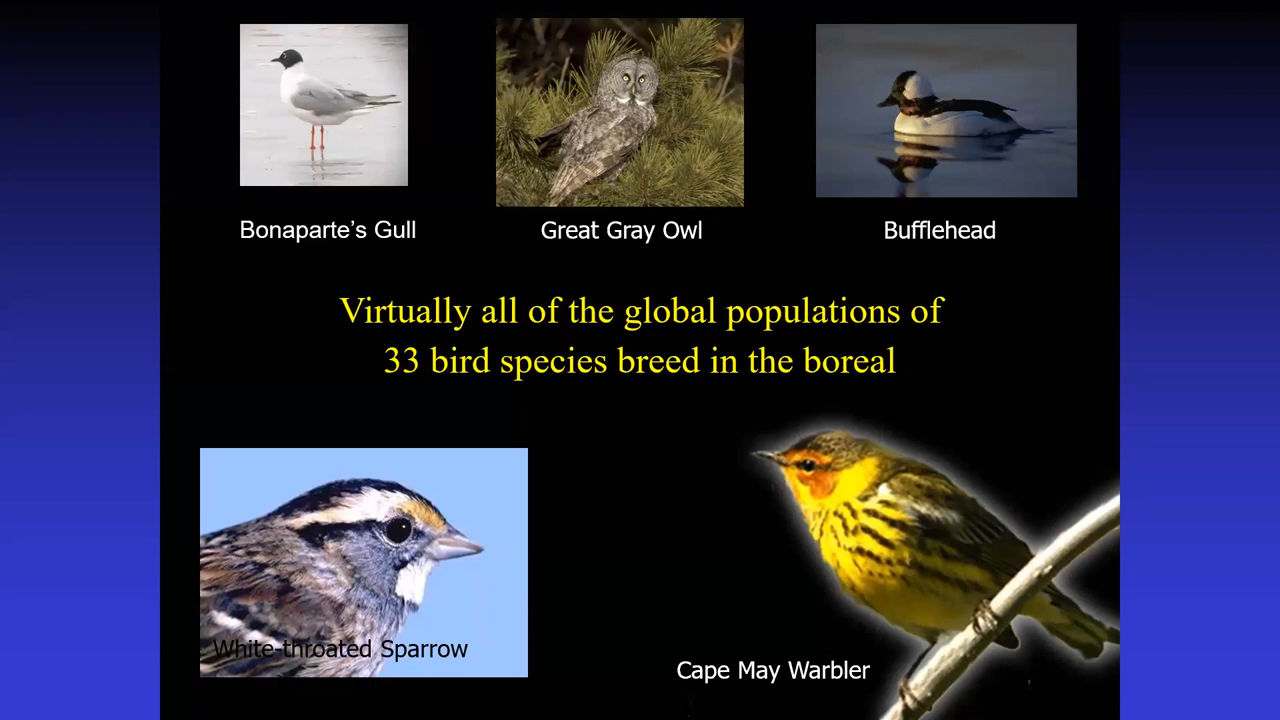 Bonaparte’s Gull
Great Gray Owl
Bufflehead
Virtually all of the global populations of
33 bird species breed in the boreal
White-throated Sparrow
Cape May Warbler